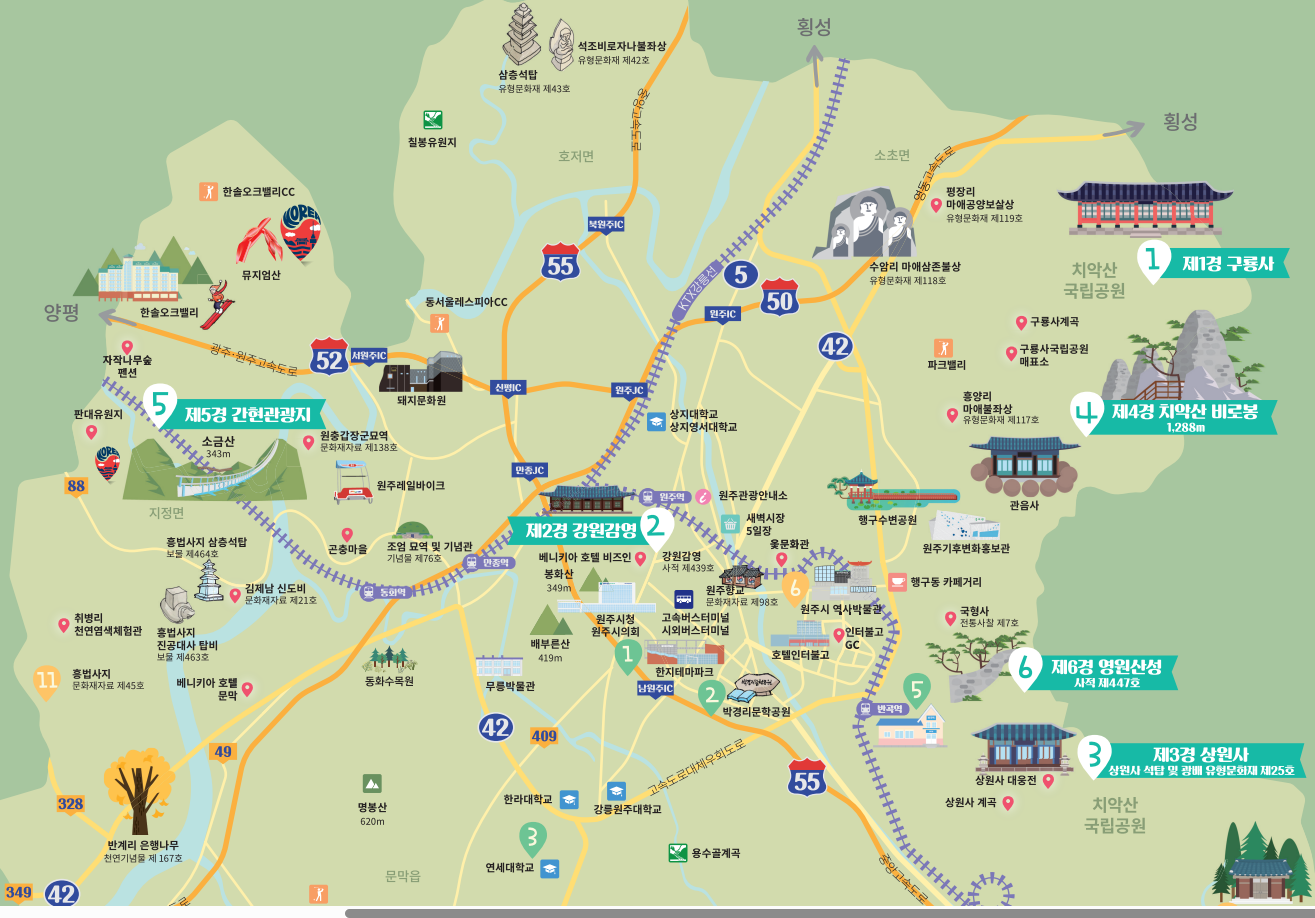 횡성
석조비로자나불좌상
유형문화재 제42호
삼층석탑
유형문화재 제43호
중앙고속도로
칠봉유원지
호저면
소초면
횡성
영동고속도로
한솔오크밸리CC
KOREA
뮤지엄산
한솔오크밸리
양평
자작나무숲
펜션
광주·원주고속도로
52
서원주IC
동서울레스피아CC
돼지문화원
북원주IC
55
신평IC
원주JC
KTX강릉선
5
50
원주IC
42
평장리
마애공양보살상
유형문화재 제119호
수암리 마애삼존불상
유형문화재 제118호
1
제1경 구룡사
치악산
국립공원
구룡사계곡
구룡사국립공원
매표소
파크밸리
흥양리
마애불좌상
유형문화재 제117호
4
제4경 치악산 비로봉
1,288m
관음사
판대유원지
5
제5경 간현관광지
소금산
343m
원충갑장군묘역
문화재자료 제138호
KOREA
88
지정면
원주레일바이크
곤충마을
조엄 묘역 및 기념관
기념물 제76호
상지대학교
상지영서대학교
만종JC
원주역
i
원주관광안내소
제2경 강원감영
2
새벽시장
5일장
베니키아 호텔 비즈인
강원감영
사적 제439호
옻문화관
행구수변공원
원주기후변화홍보관
흥법사지 삼층석탑
보물 제464호
김제남 신도비
문화재자료 제21호
흥법사지
진공대사 탑비
보물 제463호
취병리
천연염색체험관
11
흥법사지
문화재자료 제45호
베니키아 호텔
문막
동화역
만종역
동화수목원
봉화산
349m
원주시청
원주시의회
배부른산
419m
무릉박물관
원주향교
문화재자료 제98호
고속버스터미널
시외버스터미널
6
원주시 역사박물관
행구동 카페거리
호텔인터불고
인터불고
GC
국형사
전통사찰 제7호
6
제6경 영원산성
사적 제447호
1
한지테마파크
남원주IC
2
박경리문학공원
반곡역
5
3
제3경 상원사
상원사 석탑 및 광배 유형문화재 제25호
상원사 대웅전
상원사 계곡
치악산
국립공원
42
409
고속도로대체우회도로
55
49
328
반계리 은행나무
천연기념물 제 167호
349
42
명봉산
620m
한라대학교
강릉원주대학교
3
연세대학교
용수골계곡
문막읍
중앙고속도로
로